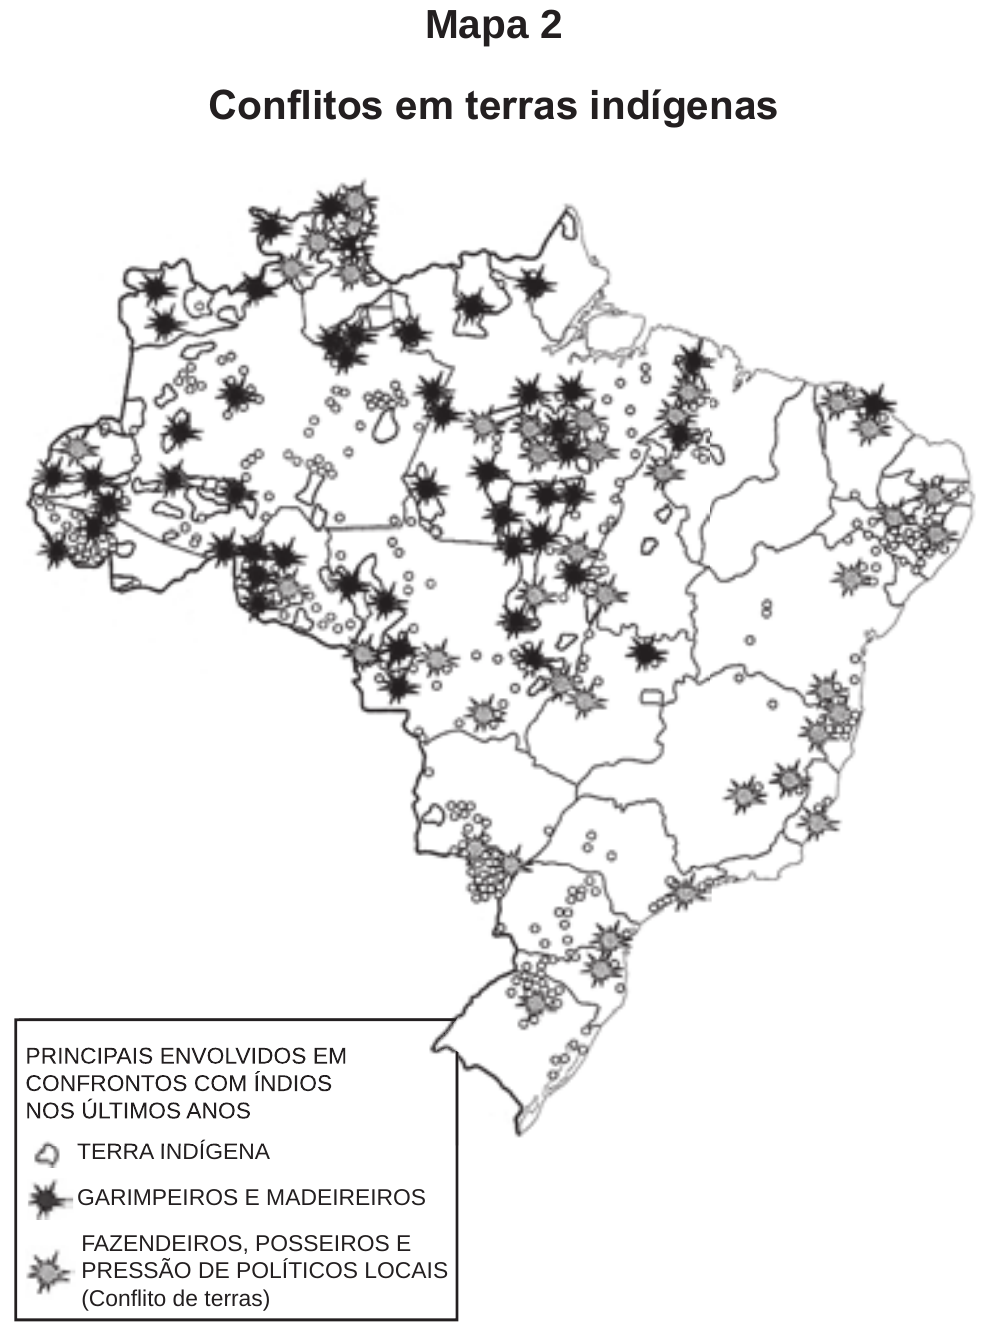 Mapa 2
Conflitos em terras indígenas
PRINCIPAIS ENVOLVIDOS EM
CONFRONTOS COM ÍNDIOS
NOS ÚLTIMOS ANOS
TERRA INDÍGENA
GARIMPEIROS E MADEIREIROS
FAZENDEIROS, POSSEIROS E
PRESSÃO DE POLÍTICOS LOCAIS
(Conflito de terras)